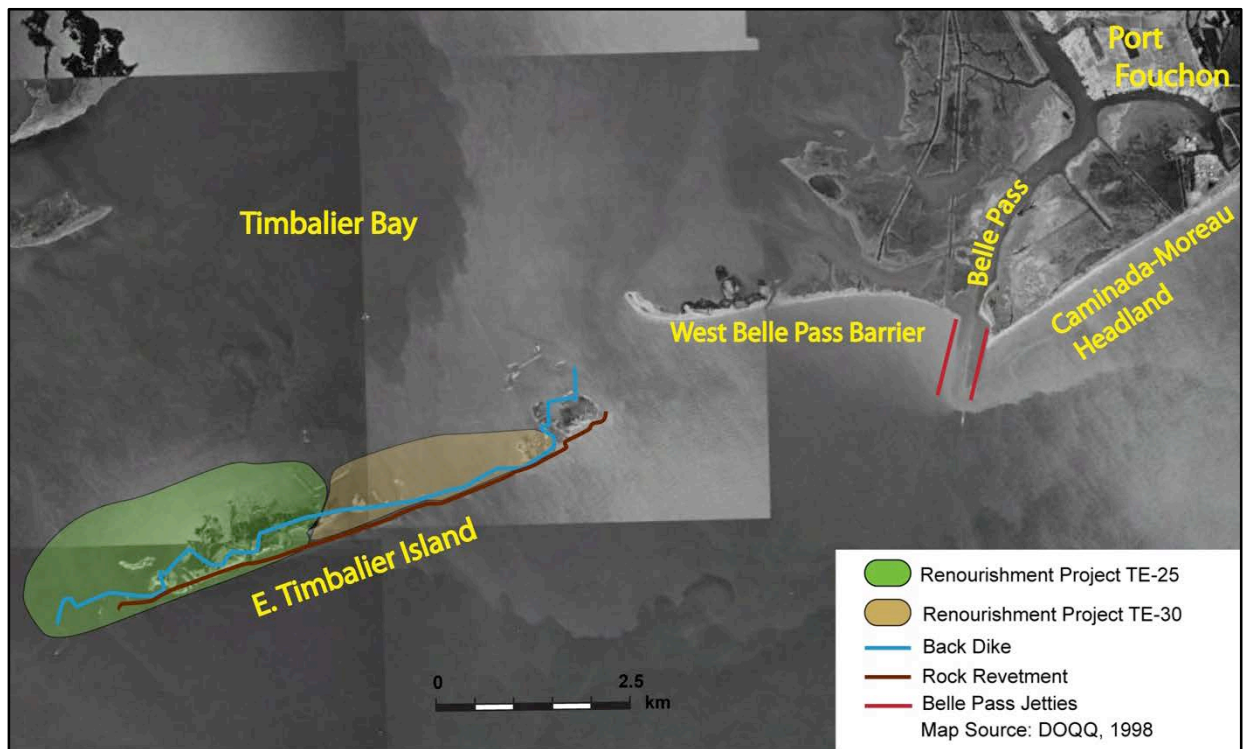 Port
Fouchon
Timbalier Bay
Belle Pass
Caminada-Moreau
Headland
West Belle Pass Barrier
E. Timbalier Island
0 2.5
km
Renourishment Project TE-25
Renourishment Project TE-30
Back Dike
Rock Revetment
Belle Pass Jetties
Map Source: DOQQ, 1998